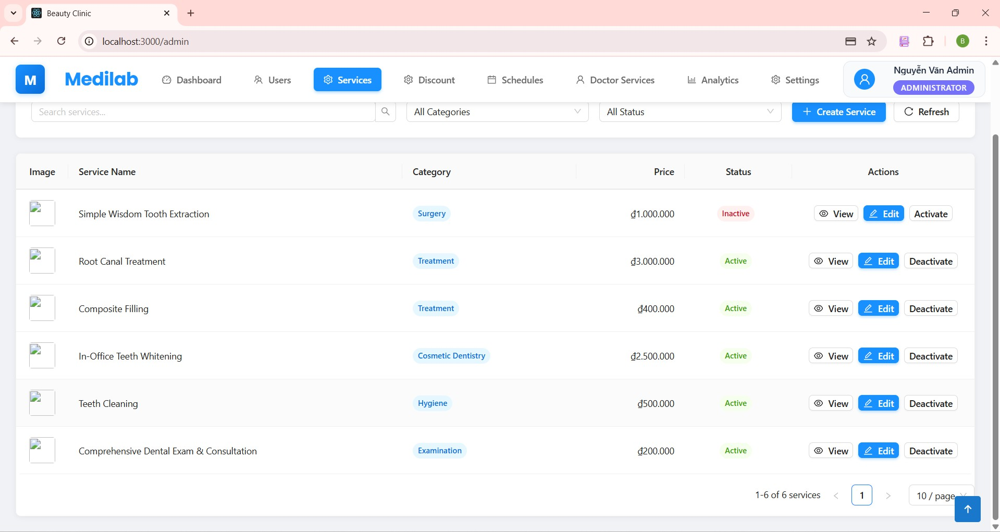 Beauty Clinic
localhost:3000/admin
B
M Medilab Dashboard Users Services Discount Schedules Doctor Services Analytics Settings Nguyễn Văn Admin
ADMINISTRATOR
Search services... All Categories All Status + Create Service Refresh
Image Service Name Category Price Status Actions
Simple Wisdom Tooth Extraction Surgery ₫1.000.000 Inactive View Edit Activate
Root Canal Treatment Treatment ₫3.000.000 Active View Edit Deactivate
Composite Filling Treatment ₫400.000 Active View Edit Deactivate
In-Office Teeth Whitening Cosmetic Dentistry ₫2.500.000 Active View Edit Deactivate
Teeth Cleaning Hygiene ₫500.000 Active View Edit Deactivate
Comprehensive Dental Exam & Consultation Examination ₫200.000 Active View Edit Deactivate
1-6 of 6 services < 1 > 10 / page